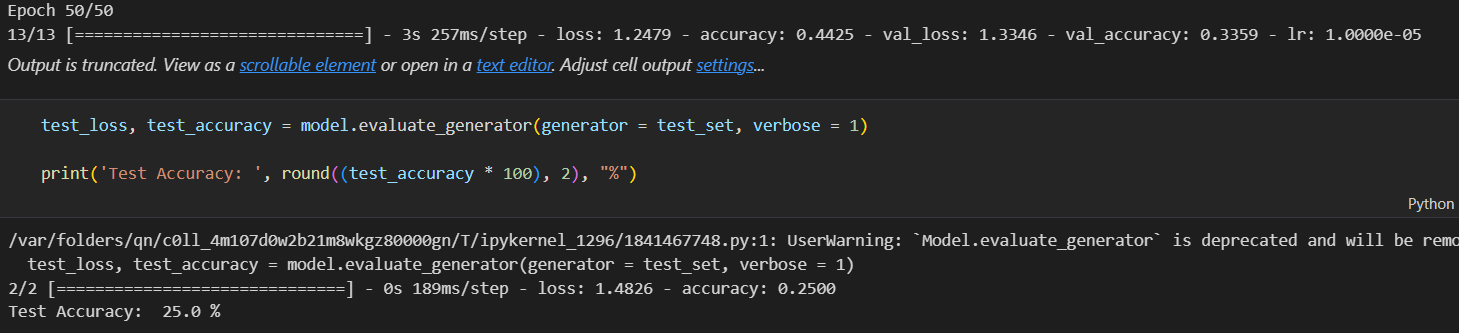 Epoch 50/50
13/13 [==============================] - 3s 257ms/step - loss: 1.2479 - accuracy: 0.4425 - val_loss: 1.3346 - val_accuracy: 0.3359 - lr: 1.0000e-05
Output is truncated. View as a scrollable element or open in a text editor. Adjust cell output settings...
test_loss, test_accuracy = model.evaluate_generator(generator = test_set, verbose = 1)
print('Test Accuracy: ', round((test_accuracy * 100), 2), "%")
Python
/var/folders/qn/c0ll_4m107d0w2b21m8wkgz80000gn/T/ipykernel_1296/1841467748.py:1: UserWarning: `Model.evaluate_generator` is deprecated and will be remo
test_loss, test_accuracy = model.evaluate_generator(generator = test_set, verbose = 1)
2/2 [==============================] - 0s 189ms/step - loss: 1.4826 - accuracy: 0.2500
Test Accuracy:  25.0 %